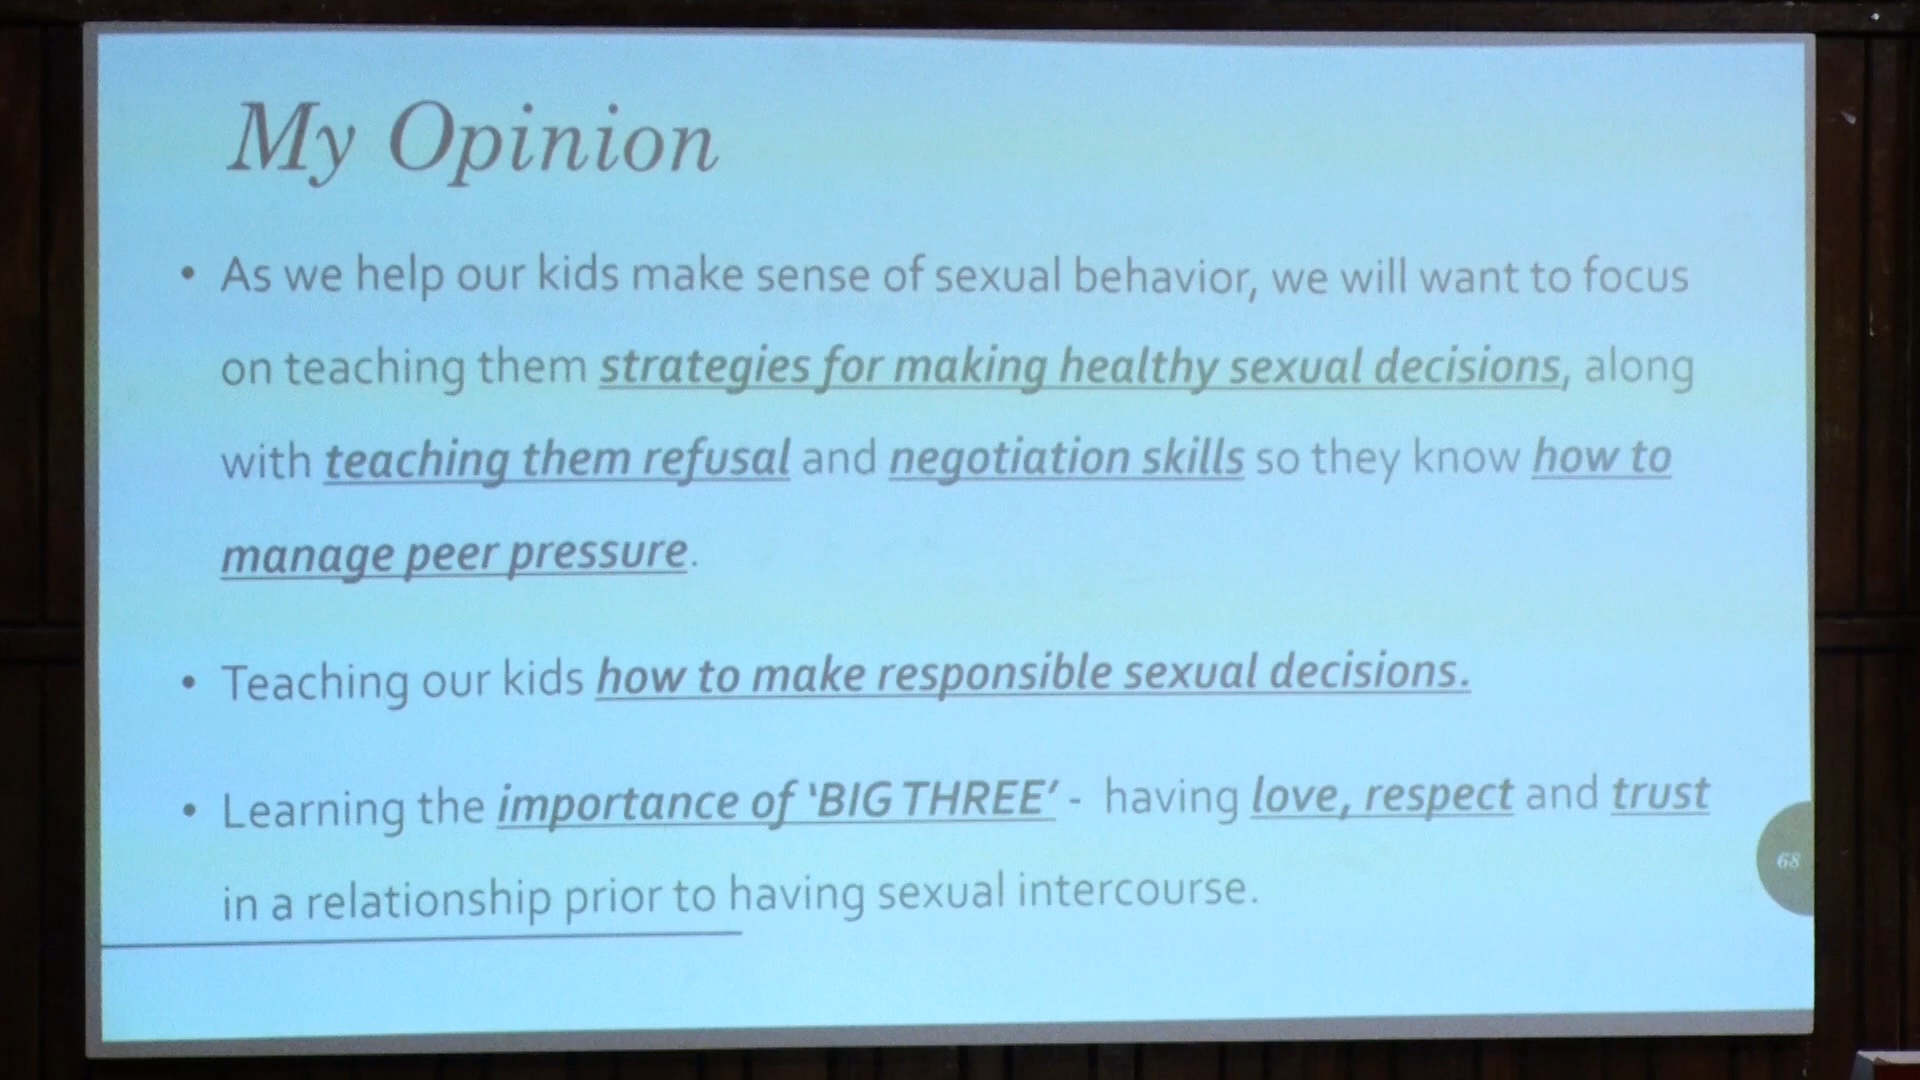 My Opinion
• As we help our kids make sense of sexual behavior, we will want to focus
on teaching them strategies for making healthy sexual decisions, along
with teaching them refusal and negotiation skills so they know how to
manage peer pressure.
• Teaching our kids how to make responsible sexual decisions.
• Learning the importance of ‘BIG THREE’ - having love, respect and trust
in a relationship prior to having sexual intercourse.
68